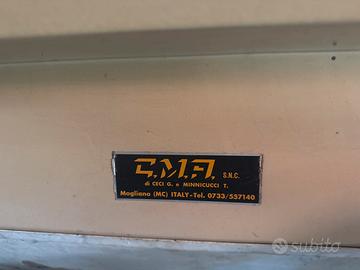 G.M.A. S.N.C.
di CECI G. e MINNICUCCI T.
Mogliano (MC) ITALY-Tel. 0733/557140
subito